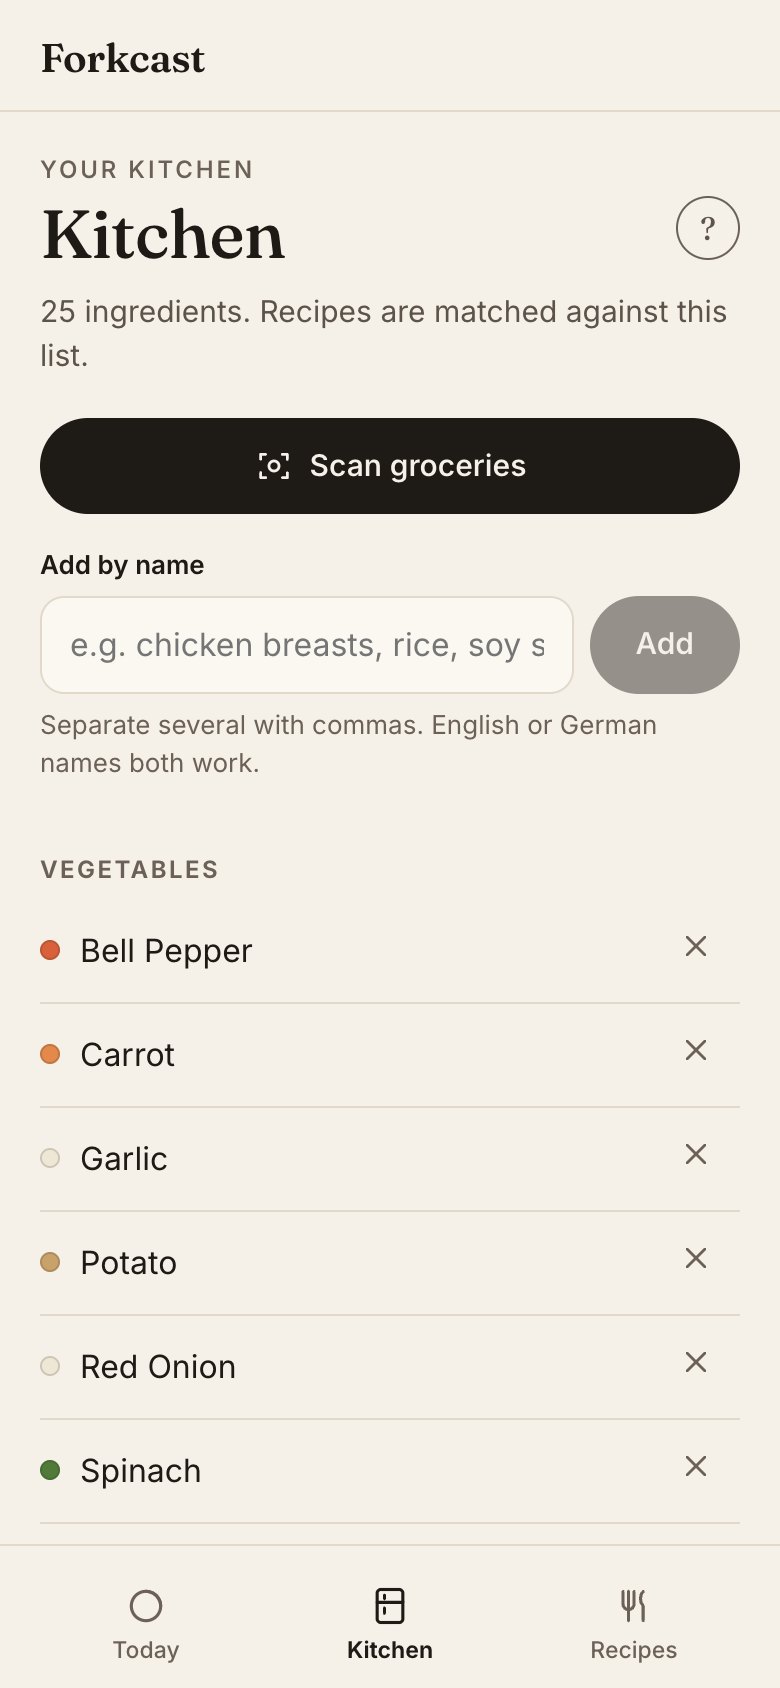 Forkcast
YOUR KITCHEN
Kitchen
?
25 ingredients. Recipes are matched against this
list.
Scan groceries
Add by name
e.g. chicken breasts, rice, soy s
Add
Separate several with commas. English or German
names both work.
VEGETABLES
Bell Pepper
Carrot
Garlic
Potato
Red Onion
Spinach
Today
Kitchen
Recipes